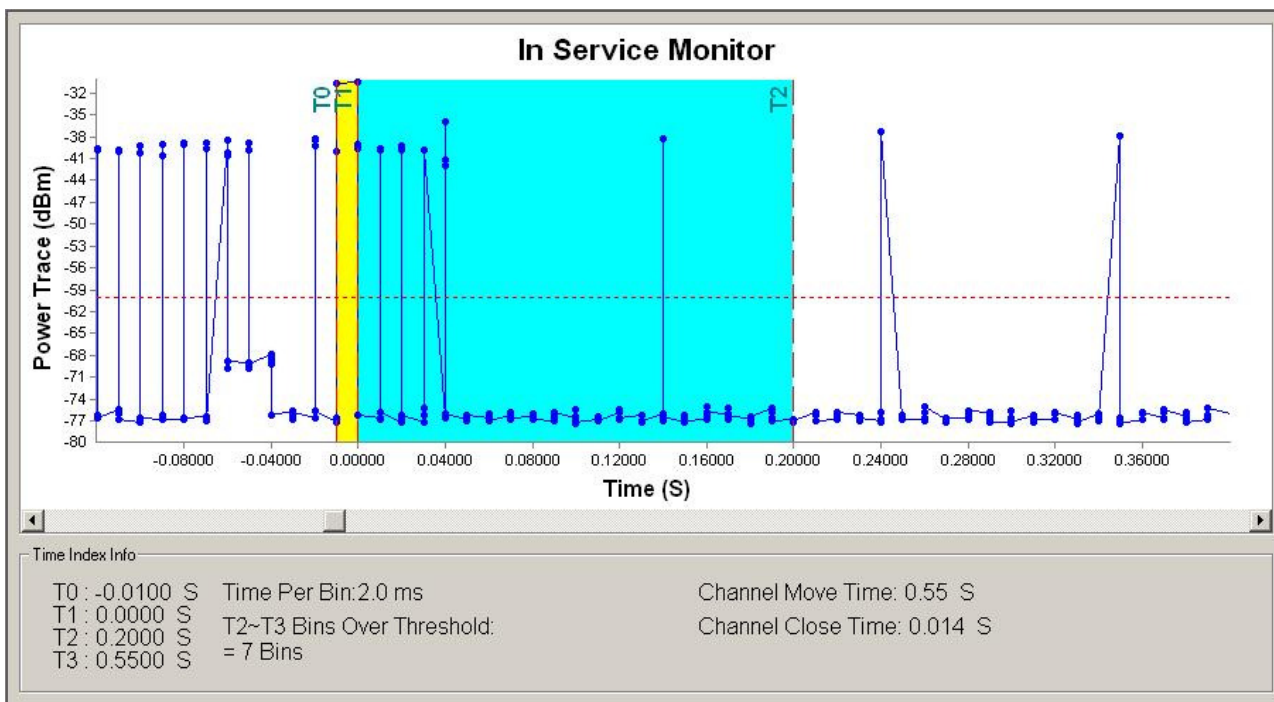 In Service Monitor
T0
T1
T2
Power Trace (dBm)
-32
-35
-38
-41
-44
-47
-50
-53
-56
-59
-62
-65
-68
-71
-74
-77
-80
-0.08000 -0.04000 0.00000 0.04000 0.08000 0.12000 0.16000 0.20000 0.24000 0.28000 0.32000 0.36000
Time (S)
Time Index Info
T0 : -0.0100 S
T1 : 0.0000 S
T2 : 0.2000 S
T3 : 0.5500 S
Time Per Bin:2.0 ms
T2~T3 Bins Over Threshold:
= 7 Bins
Channel Move Time: 0.55 S
Channel Close Time: 0.014 S